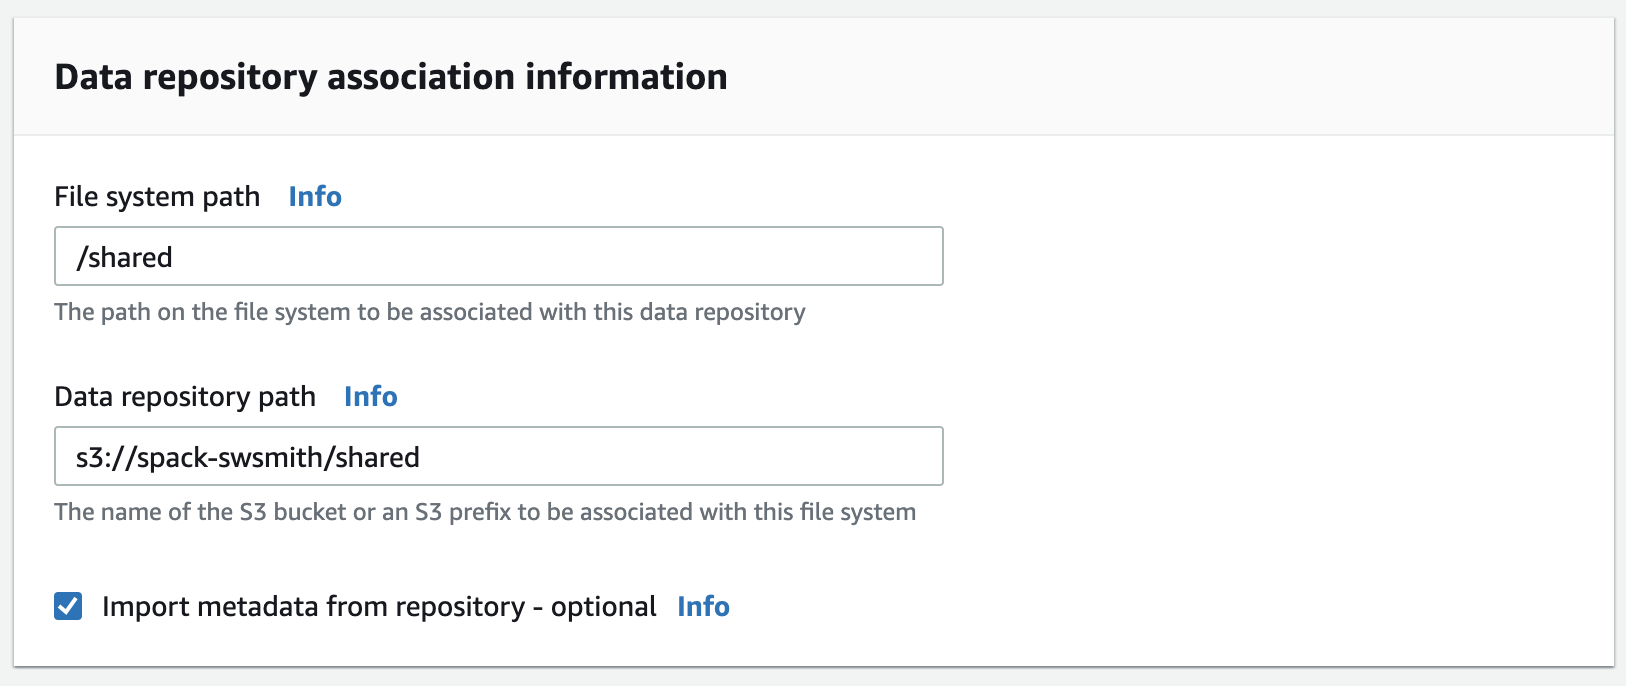 Data repository association information
File system path Info
/shared
The path on the file system to be associated with this data repository
Data repository path Info
s3://spack-swsmith/shared
The name of the S3 bucket or an S3 prefix to be associated with this file system
Import metadata from repository - optional Info